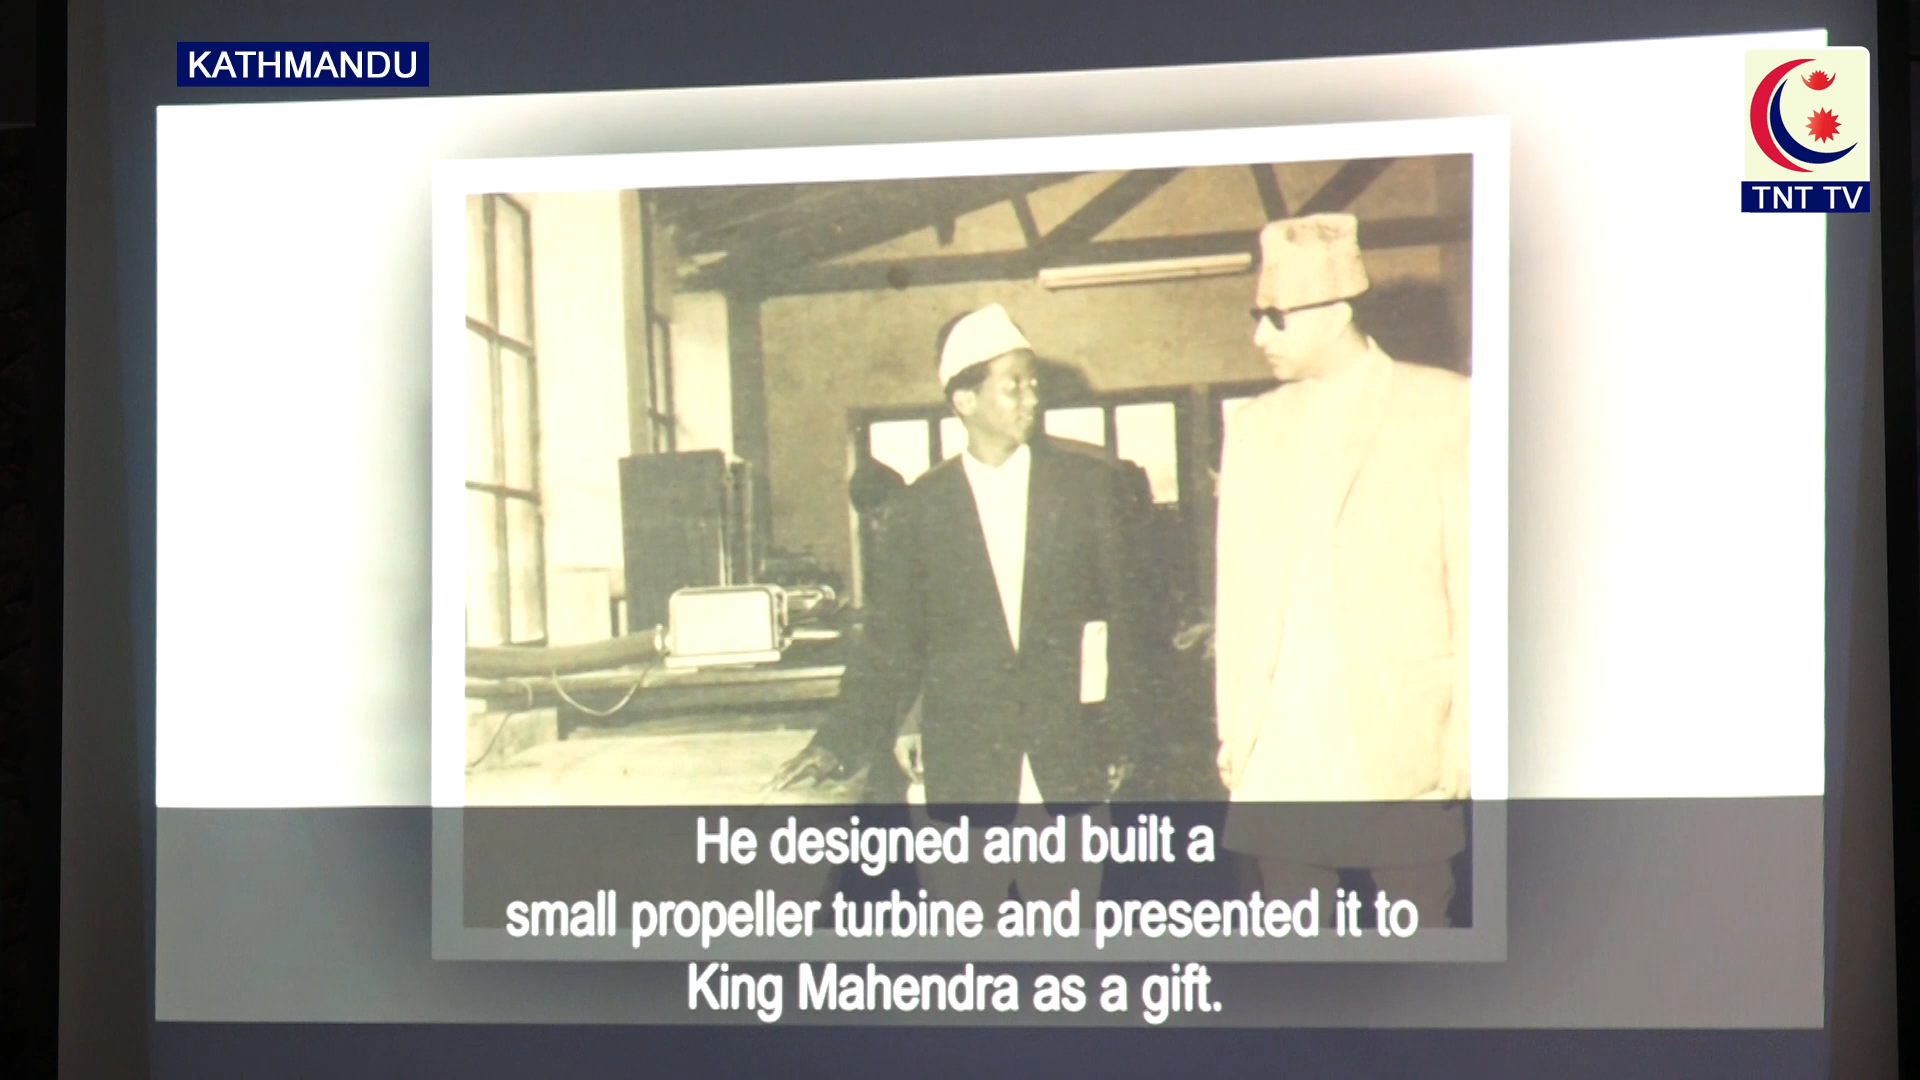 KATHMANDU
TNT TV
He designed and built a
small propeller turbine and presented it to
King Mahendra as a gift.